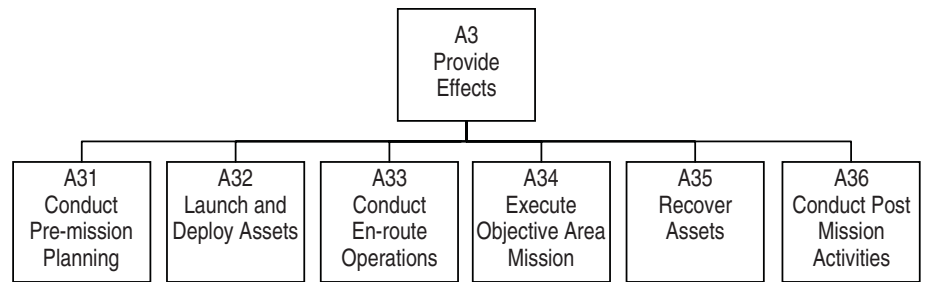 A3
Provide
Effects
A31
Conduct
Pre-mission
Planning
A32
Launch and
Deploy Assets
A33
Conduct
En-route
Operations
A34
Execute
Objective Area
Mission
A35
Recover
Assets
A36
Conduct Post
Mission
Activities